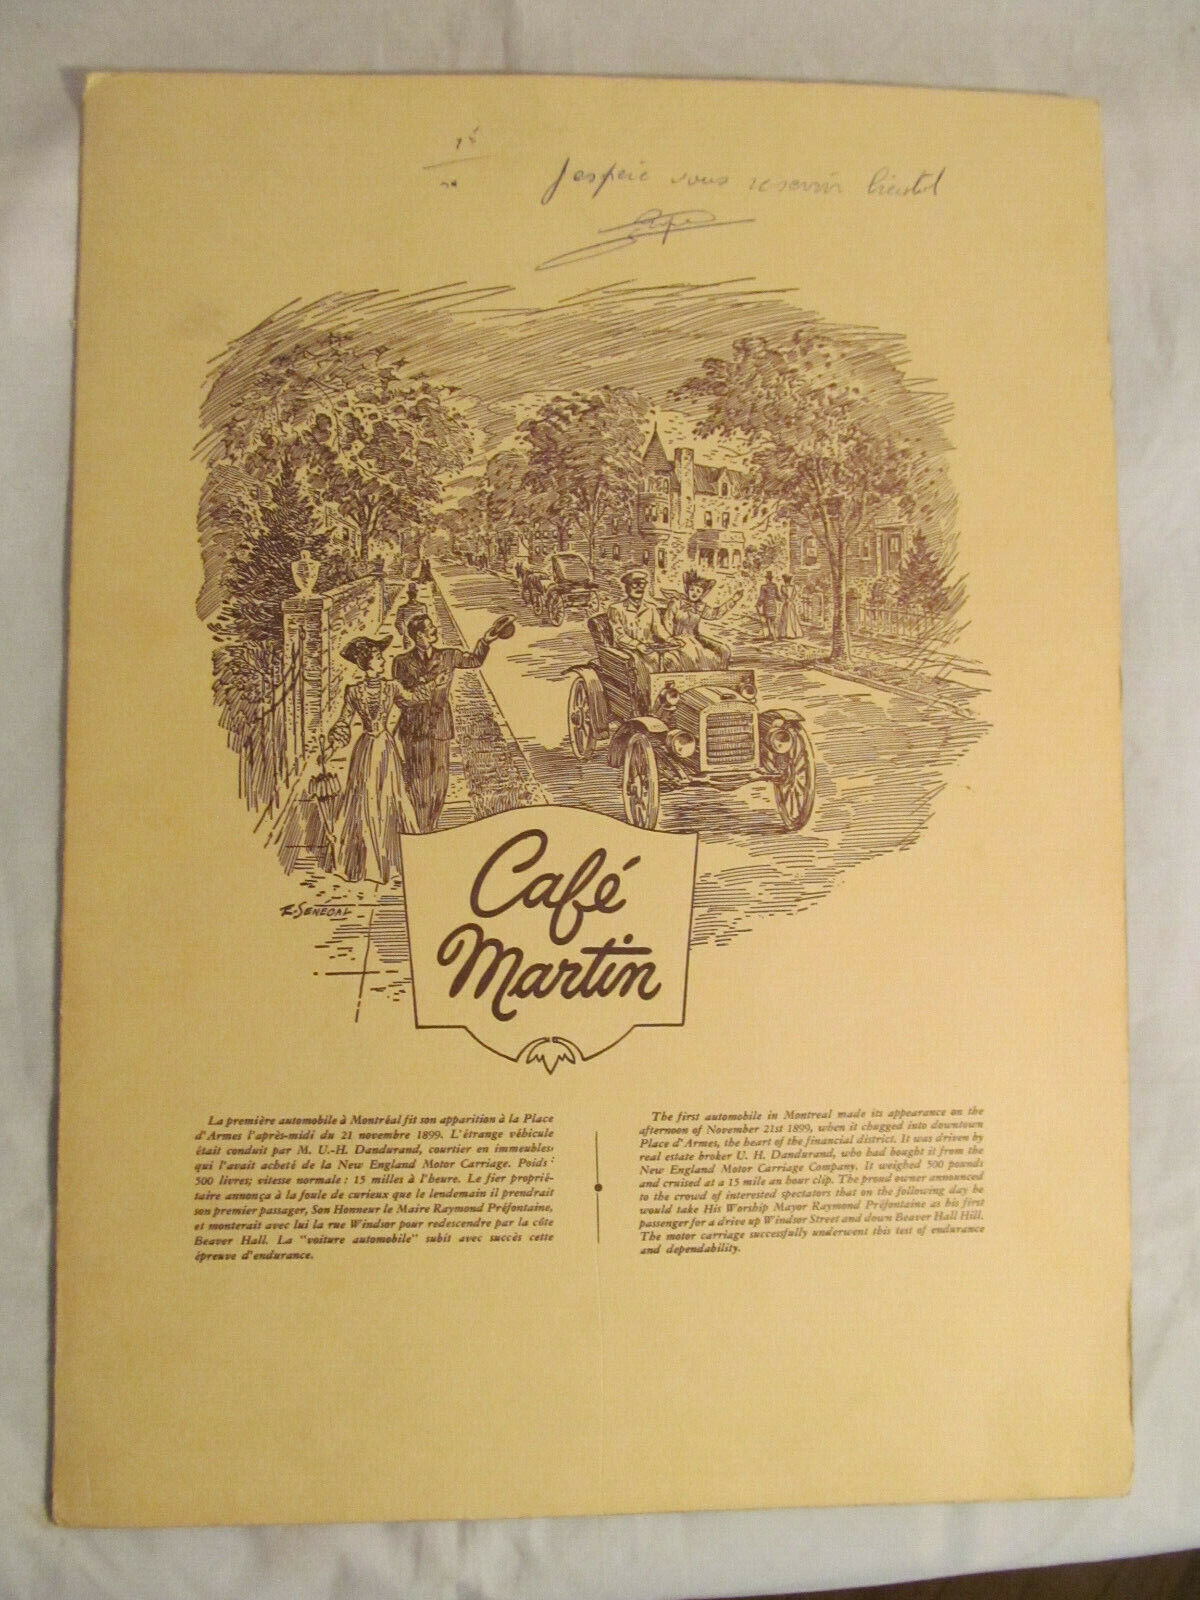 J'espère vous recevoir bientot
R. SENÉCAL
Café
Martin
La première automobile à Montréal fit son apparition à la Place
d'Armes l'après-midi du 21 novembre 1899. L'étrange véhicule
était conduit par M. U.-H. Dandurand, courtier en immeubles
qui l'avait acheté de la New England Motor Carriage. Poids:
500 livres; vitesse normale: 15 milles à l'heure. Le fier proprié-
taire annonça à la foule de curieux que le lendemain il prendrait
son premier passager, Son Honneur le Maire Raymond Préfontaine,
et monterait avec lui la rue Windsor pour redescendre par la côte
Beaver Hall. La "voiture automobile" subit avec succès cette
épreuve d'endurance.
The first automobile in Montreal made its appearance on the
afternoon of November 21st 1899, when it chugged into downtown
Place d'Armes, the heart of the financial district. It was driven by
real estate broker U. H. Dandurand, who had bought it from the
New England Motor Carriage Company. It weighed 500 pounds
and cruised at a 15 mile an hour clip. The proud owner announced
to the crowd of interested spectators that on the following day he
would take His Worship Mayor Raymond Préfontaine as his first
passenger for a drive up Windsor Street and down Beaver Hall Hill.
The motor carriage successfully underwent this test of endurance
and dependability.